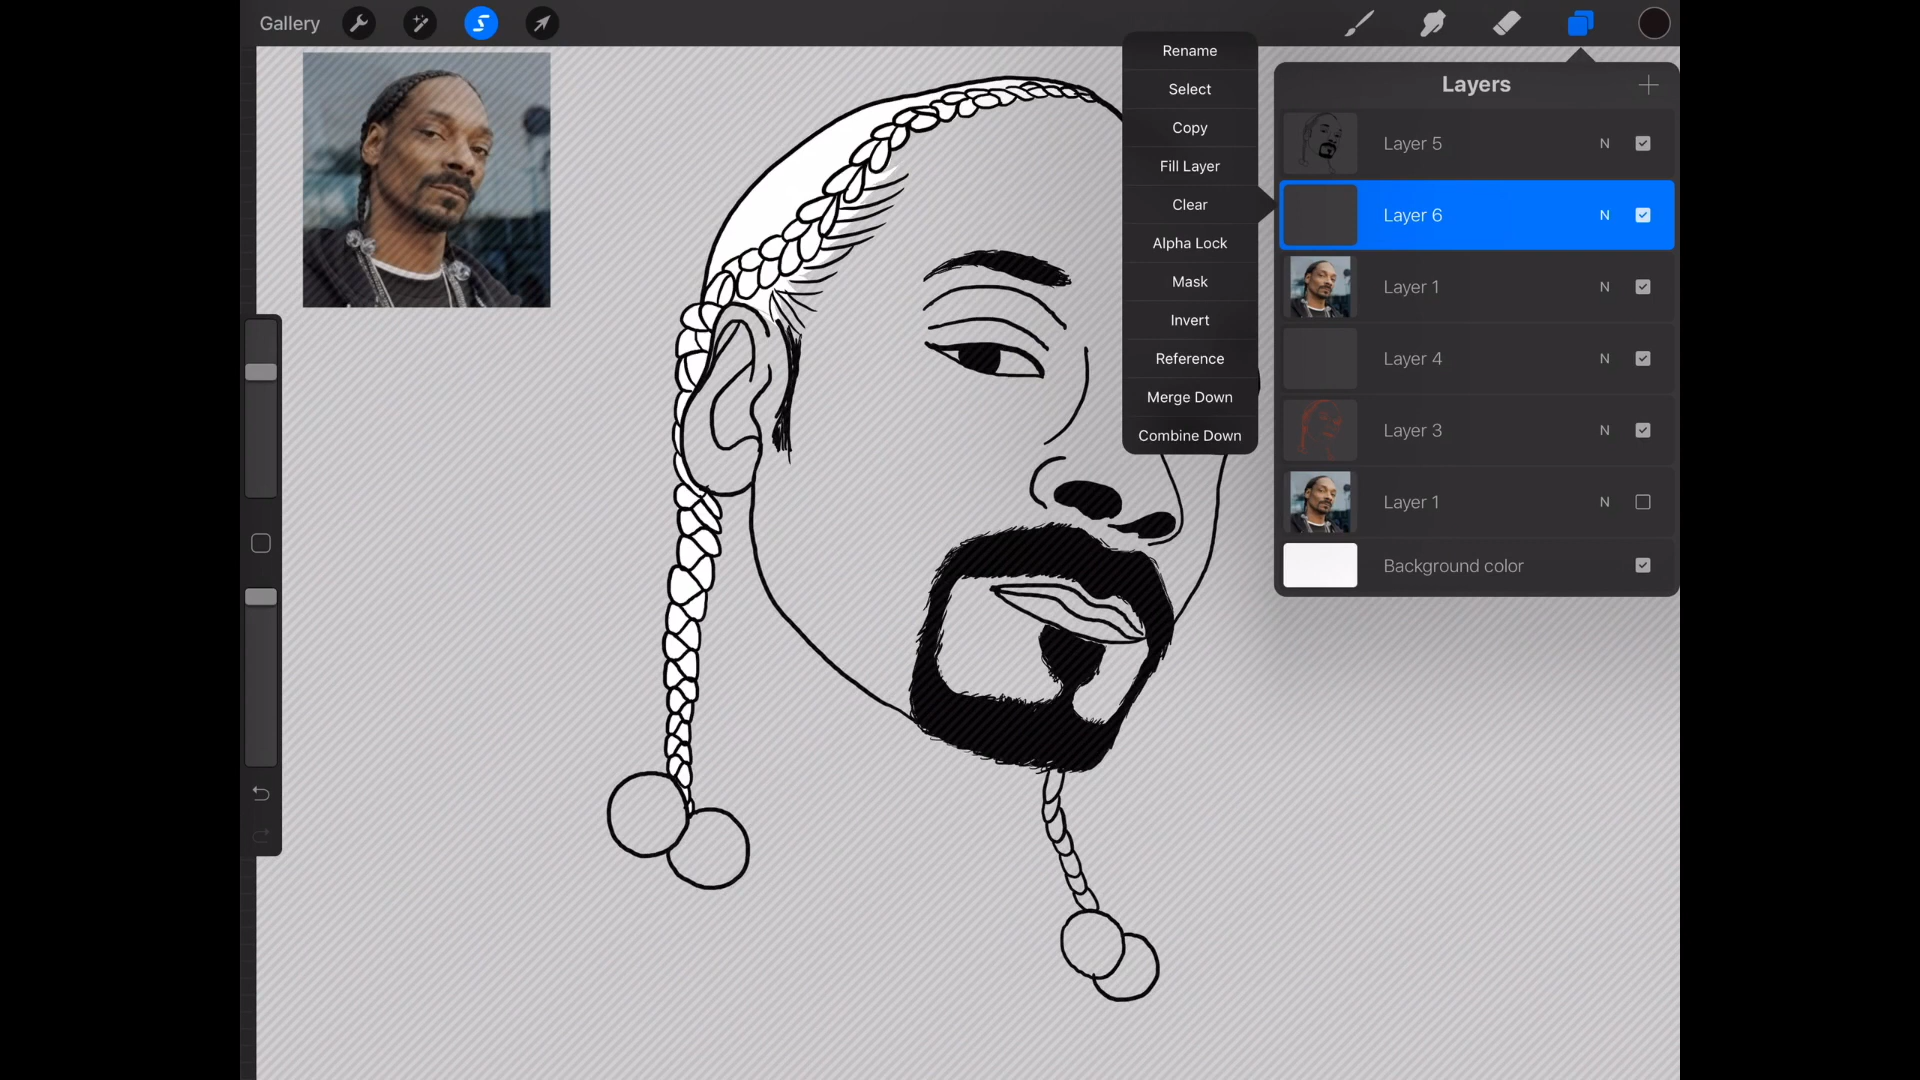 Gallery
Rename
Select
Copy
Fill Layer
Clear
Alpha Lock
Mask
Invert
Reference
Merge Down
Combine Down
Layers
Layer 5 N
Layer 6 N
Layer 1 N
Layer 4 N
Layer 3 N
Layer 1 N
Background color